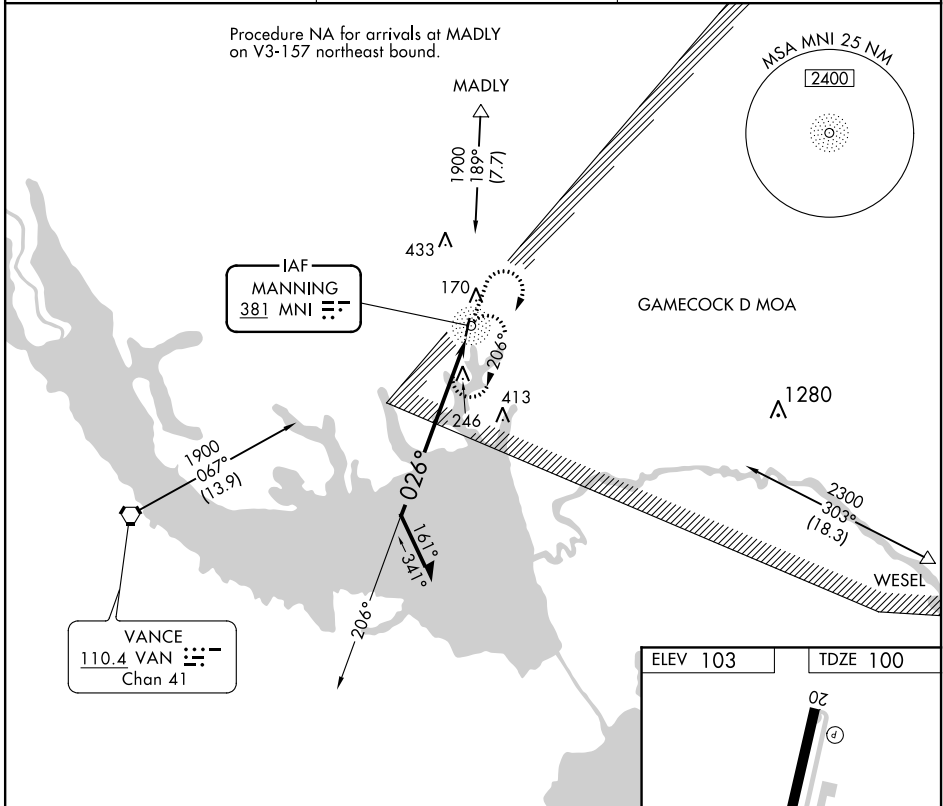 Procedure NA for arrivals at MADLY
on V3-157 northeast bound.
MSA MNI 25 NM
2400
MADLY
1900
189°
(7.7)
433
IAF
MANNING
381 MNI
170
GAMECOCK D MOA
206°
246
413
1280
1900
067°
(13.9)
026°
2300
303°
(18.3)
161°
341°
WESEL
206°
VANCE
110.4 VAN
Chan 41
ELEV 103
TDZE 100
20
P